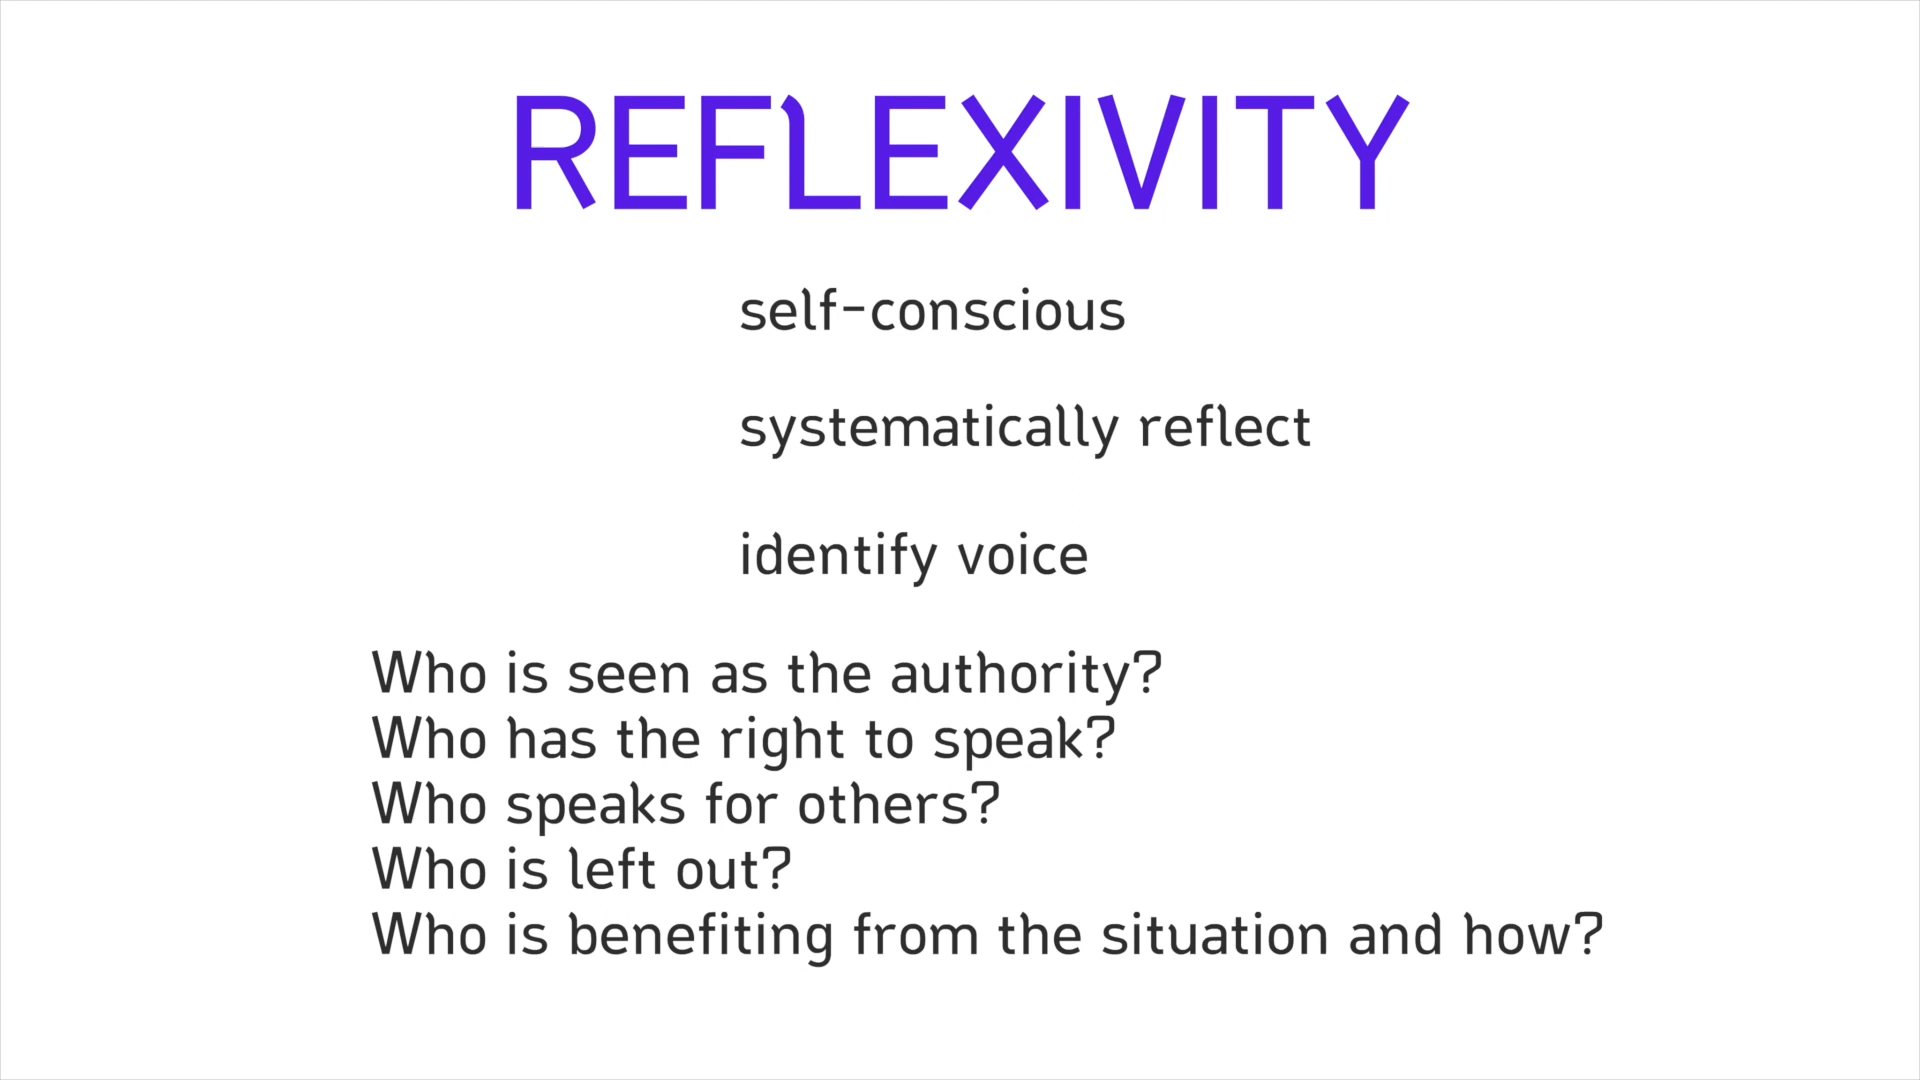 REFLEXIVITY
self-conscious
systematically reflect
identify voice
Who is seen as the authority?
Who has the right to speak?
Who speaks for others?
Who is left out?
Who is benefiting from the situation and how?